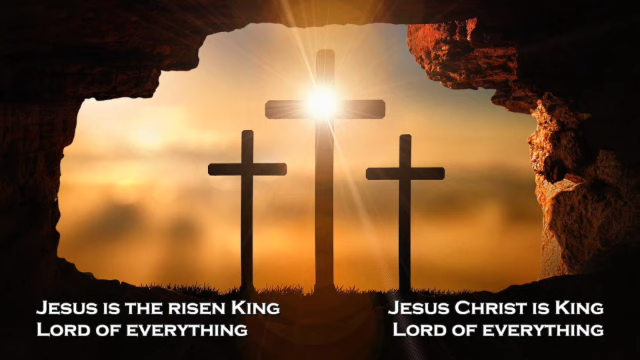 Jesus is the risen King
Lord of everything
Jesus Christ is King
Lord of everything